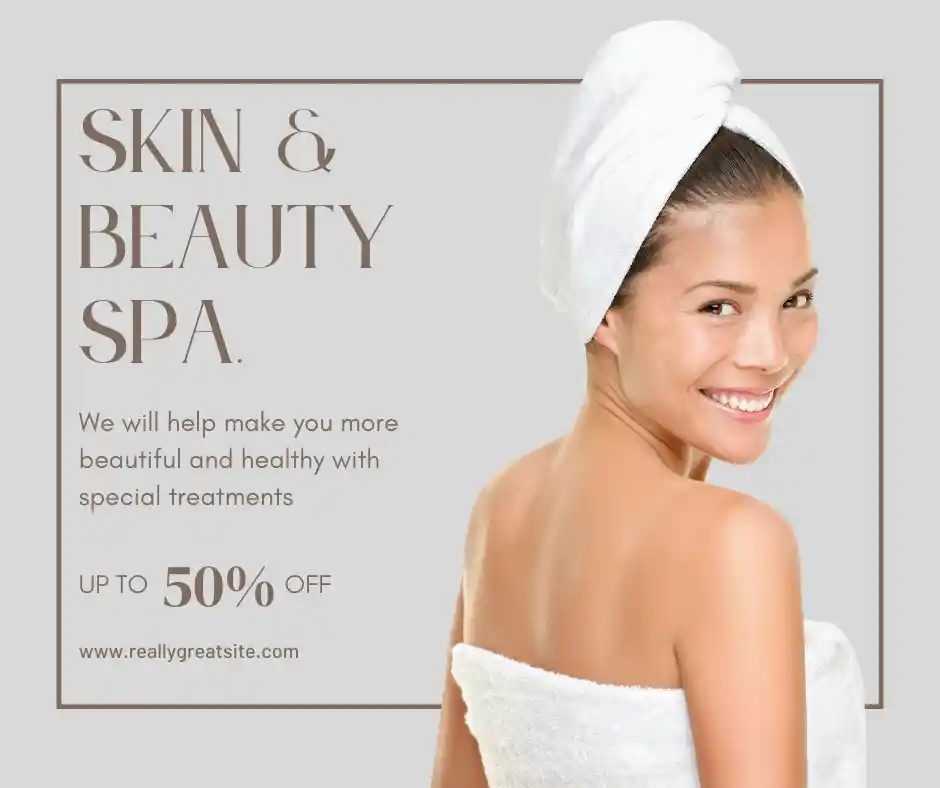 SKIN &
BEAUTY
SPA.
We will help make you more
beautiful and healthy with
special treatments
UP TO 50% OFF
www.reallygreatsite.com